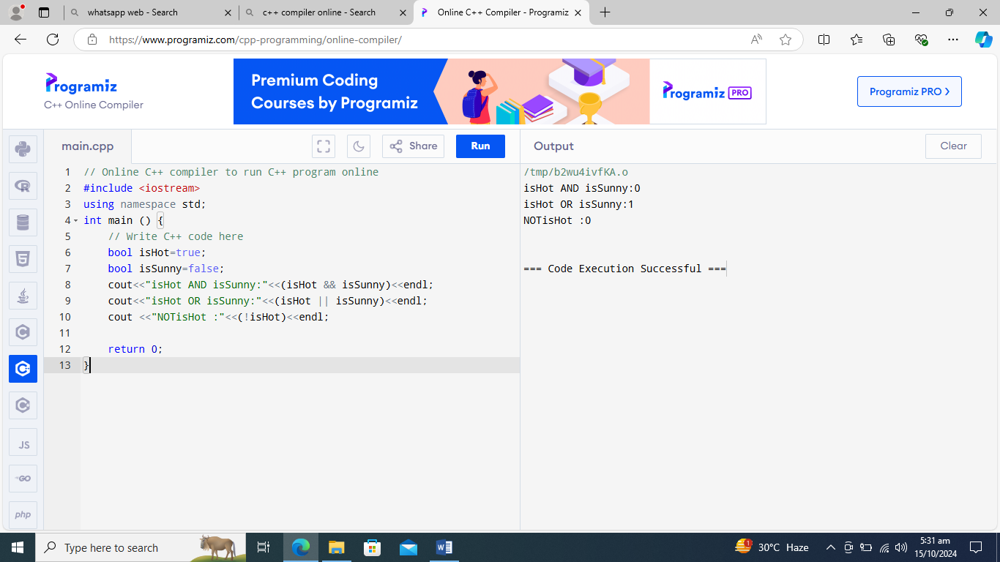 whatsapp web - Search
c++ compiler online - Search
Online C++ Compiler - Programiz
https://www.programiz.com/cpp-programming/online-compiler/
Programiz
C++ Online Compiler
Premium Coding
Courses by Programiz
Programiz PRO
Programiz PRO
main.cpp
Share
Run
Output
Clear
1 // Online C++ compiler to run C++ program online
2 #include <iostream>
3 using namespace std;
4 int main () {
5 // Write C++ code here
6 bool isHot=true;
7 bool isSunny=false;
8 cout<<"isHot AND isSunny:"<<(isHot && isSunny)<<endl;
9 cout<<"isHot OR isSunny:"<<(isHot || isSunny)<<endl;
10 cout <<"NOTisHot :"<<(!isHot)<<endl;
11
12 return 0;
13 }
/tmp/b2wu4ivfKA.o
isHot AND isSunny:0
isHot OR isSunny:1
NOTisHot :0
=== Code Execution Successful ===
JS
GO
php
Type here to search
1
30°C Haze
5:31 am
15/10/2024